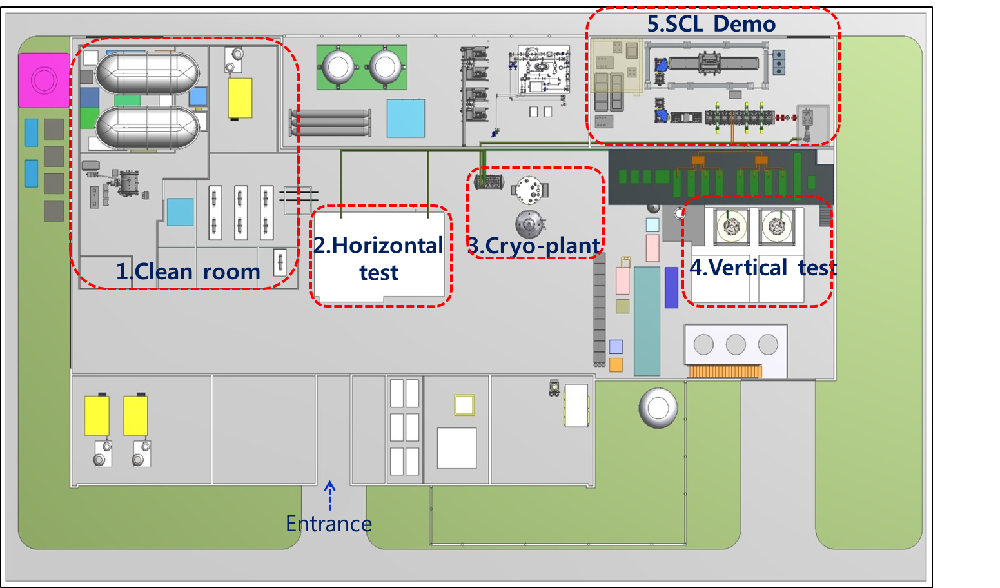 5.SCL Demo
1.Clean room
2.Horizontal
test
3.Cryo-plant
4.Vertical test
Entrance